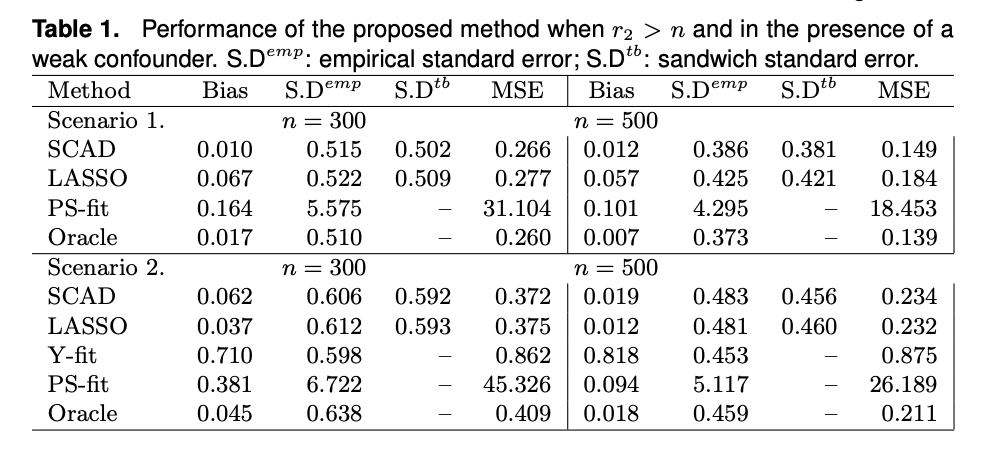 Table 1. Performance of the proposed method when r₂ > n and in the presence of a
weak confounder. S.D^{emp}: empirical standard error; S.D^{tb}: sandwich standard error.
Method Bias S.D^{emp} S.D^{tb} MSE Bias S.D^{emp} S.D^{tb} MSE
Scenario 1. n = 300 n = 500
SCAD 0.010 0.515 0.502 0.266 0.012 0.386 0.381 0.149
LASSO 0.067 0.522 0.509 0.277 0.057 0.425 0.421 0.184
PS-fit 0.164 5.575 – 31.104 0.101 4.295 – 18.453
Oracle 0.017 0.510 – 0.260 0.007 0.373 – 0.139
Scenario 2. n = 300 n = 500
SCAD 0.062 0.606 0.592 0.372 0.019 0.483 0.456 0.234
LASSO 0.037 0.612 0.593 0.375 0.012 0.481 0.460 0.232
Y-fit 0.710 0.598 – 0.862 0.818 0.453 – 0.875
PS-fit 0.381 6.722 – 45.326 0.094 5.117 – 26.189
Oracle 0.045 0.638 – 0.409 0.018 0.459 – 0.211